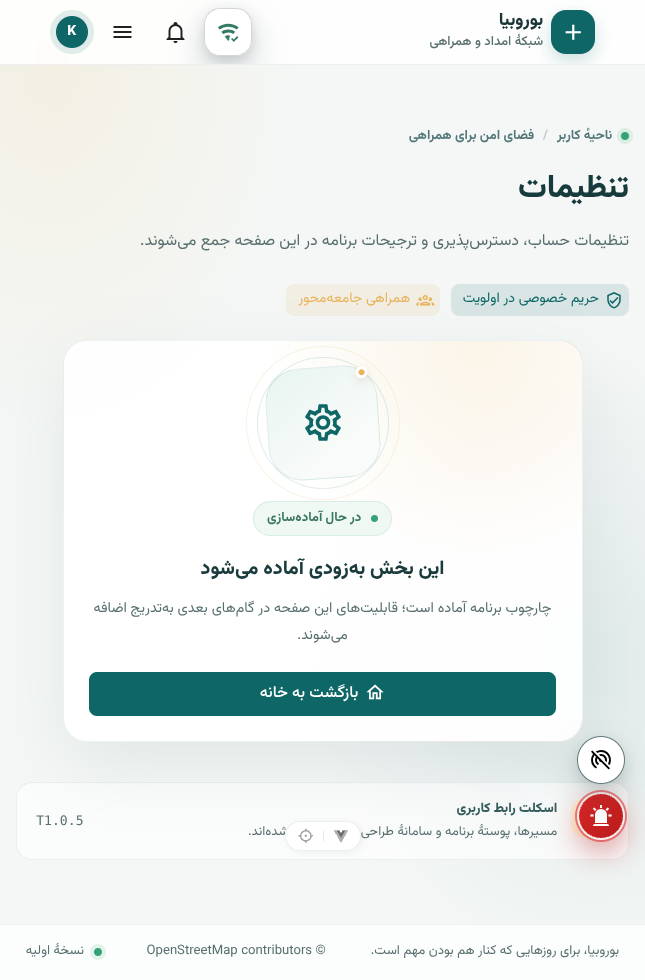 بوروبیا
شبکهٔ امداد و همراهی
K
ناحیهٔ کاربر / فضای امن برای همراهی
تنظیمات
تنظیمات حساب، دسترس‌پذیری و ترجیحات برنامه در این صفحه جمع می‌شوند.
حریم خصوصی در اولویت
همراهی جامعه‌محور
در حال آماده‌سازی
این بخش به‌زودی آماده می‌شود
چارچوب برنامه آماده است؛ قابلیت‌های این صفحه در گام‌های بعدی به‌تدریج اضافه
می‌شوند.
بازگشت به خانه
اسکلت رابط کاربری
مسیرها، پوستهٔ برنامه و سامانهٔ طراحی شده‌اند.
T1.0.5
بوروبیا، برای روزهایی که کنار هم بودن مهم است.
© OpenStreetMap contributors
نسخهٔ اولیه